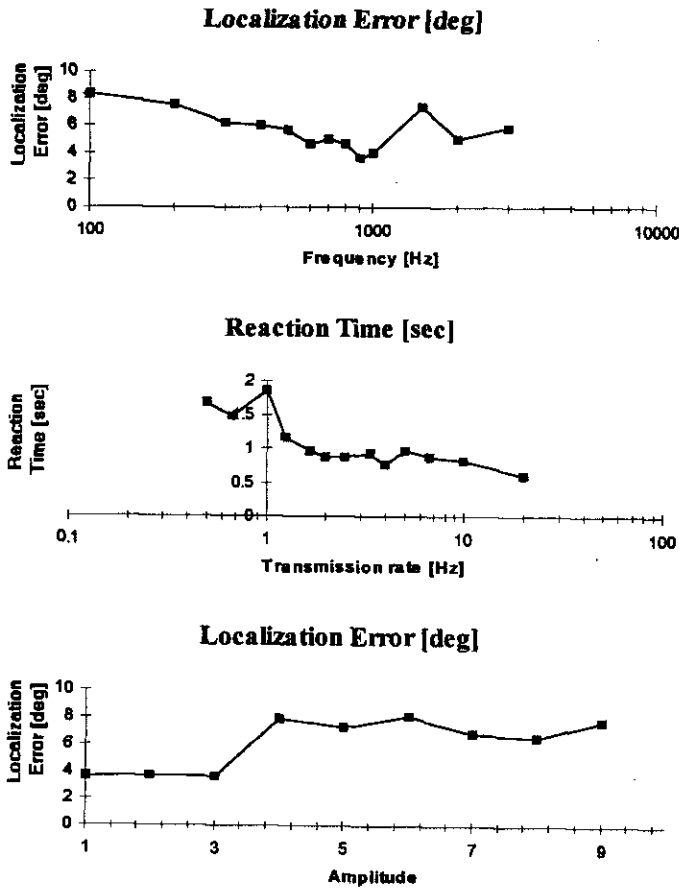 Localization Error [deg]
Localization
Error [deg]
10
8
6
4
2
0
100
1000
10000
Frequency [Hz]
Reaction Time [sec]
Reaction
Time [sec]
2
1.5
1
0.5
0
0.1
1
10
100
Transmission rate [Hz]
Localization Error [deg]
Localization
Error [deg]
10
8
6
4
2
0
1
3
5
7
9
Amplitude